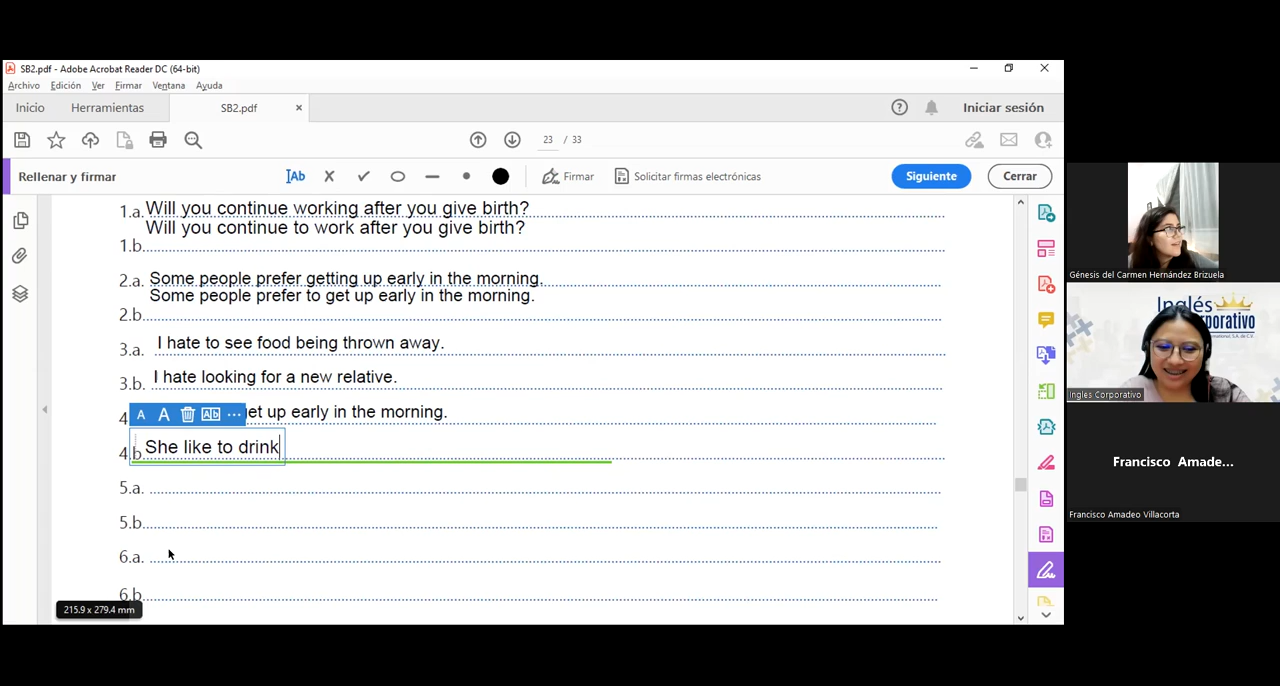 SB2.pdf - Adobe Acrobat Reader DC (64-bit)
Archivo Edición Ver Firmar Ventana Ayuda
Inicio Herramientas SB2.pdf × Iniciar sesión
23 / 33
Rellenar y firmar Ab Firmar Solicitar firmas electrónicas Siguiente Cerrar
1.a. Will you continue working after you give birth?
Will you continue to work after you give birth?
1.b.
2.a. Some people prefer getting up early in the morning.
Some people prefer to get up early in the morning.
2.b.
3.a. I hate to see food being thrown away.
3.b. I hate looking for a new relative.
4 get up early in the morning.
A A Ab ...
4.b. She like to drink
5.a.
5.b.
6.a.
6.b.
215.9 x 279.4 mm
Génesis del Carmen Hernández Brizuela
Inglés
International, S.A. de C.V.
Ingles Corporativo
Francisco Amade...
Francisco Amadeo Villacorta